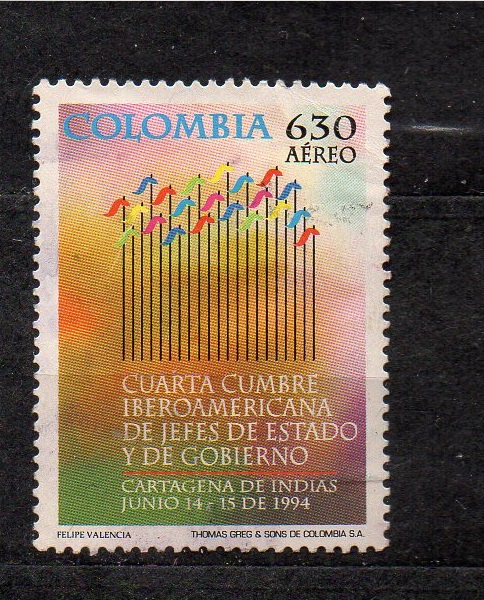 COLOMBIA 630
AÉREO
CUARTA CUMBRE
IBEROAMERICANA
DE JEFES DE ESTADO
Y DE GOBIERNO
CARTAGENA DE INDIAS
JUNIO 14 - 15 DE 1994
FELIPE VALENCIA THOMAS GREG & SONS DE COLOMBIA S.A.